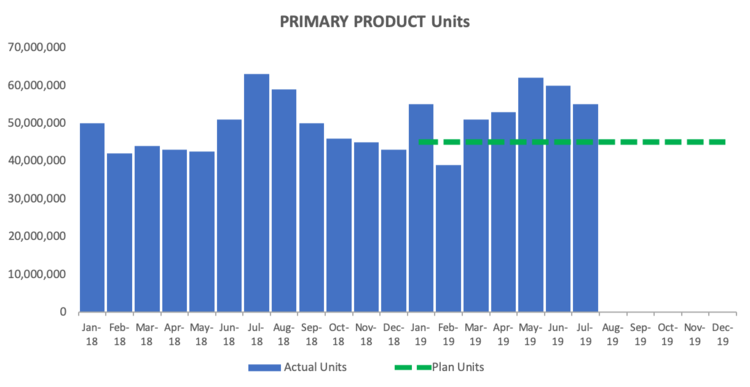 PRIMARY PRODUCT Units
70,000,000
60,000,000
50,000,000
40,000,000
30,000,000
20,000,000
10,000,000
0
Jan- Feb- Mar- Apr- May- Jun- Jul- Aug- Sep- Oct- Nov- Dec- Jan- Feb- Mar- Apr- May- Jun- Jul- Aug- Sep- Oct- Nov- Dec-
18 18 18 18 18 18 18 18 18 18 18 18 19 19 19 19 19 19 19 19 19 19 19 19
Actual Units Plan Units